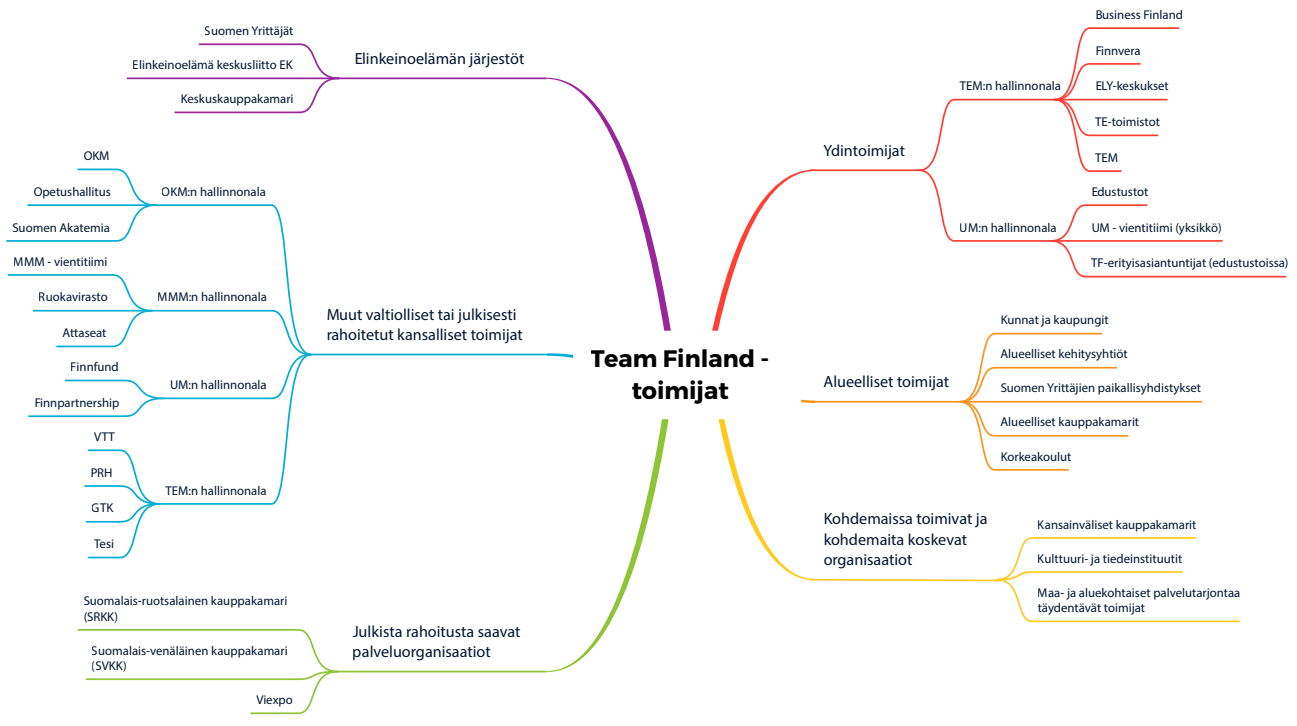 Team Finland -
toimijat
Elinkeinoelämän järjestöt
Suomen Yrittäjät
Elinkeinoelämä keskusliitto EK
Keskuskauppakamari
Muut valtiolliset tai julkisesti
rahoitetut kansalliset toimijat
OKM:n hallinnonala
OKM
Opetushallitus
Suomen Akatemia
MMM:n hallinnonala
MMM - vientitiimi
Ruokavirasto
Attaseat
UM:n hallinnonala
Finnfund
Finnpartnership
TEM:n hallinnonala
VTT
PRH
GTK
Tesi
Julkista rahoitusta saavat
palveluorganisaatiot
Suomalais-ruotsalainen kauppakamari
(SRKK)
Suomalais-venäläinen kauppakamari
(SVKK)
Viexpo
Ydintoimijat
TEM:n hallinnonala
Business Finland
Finnvera
ELY-keskukset
TE-toimistot
TEM
UM:n hallinnonala
Edustustot
UM - vientitiimi (yksikkö)
TF-erityisasiantuntijat (edustustoissa)
Alueelliset toimijat
Kunnat ja kaupungit
Alueelliset kehitysyhtiöt
Suomen Yrittäjien paikallisyhdistykset
Alueelliset kauppakamarit
Korkeakoulut
Kohdemaissa toimivat ja
kohdemaita koskevat
organisaatiot
Kansainväliset kauppakamarit
Kulttuuri- ja tiedeinstituutit
Maa- ja aluekohtaiset palvelutarjontaa
täydentävät toimijat